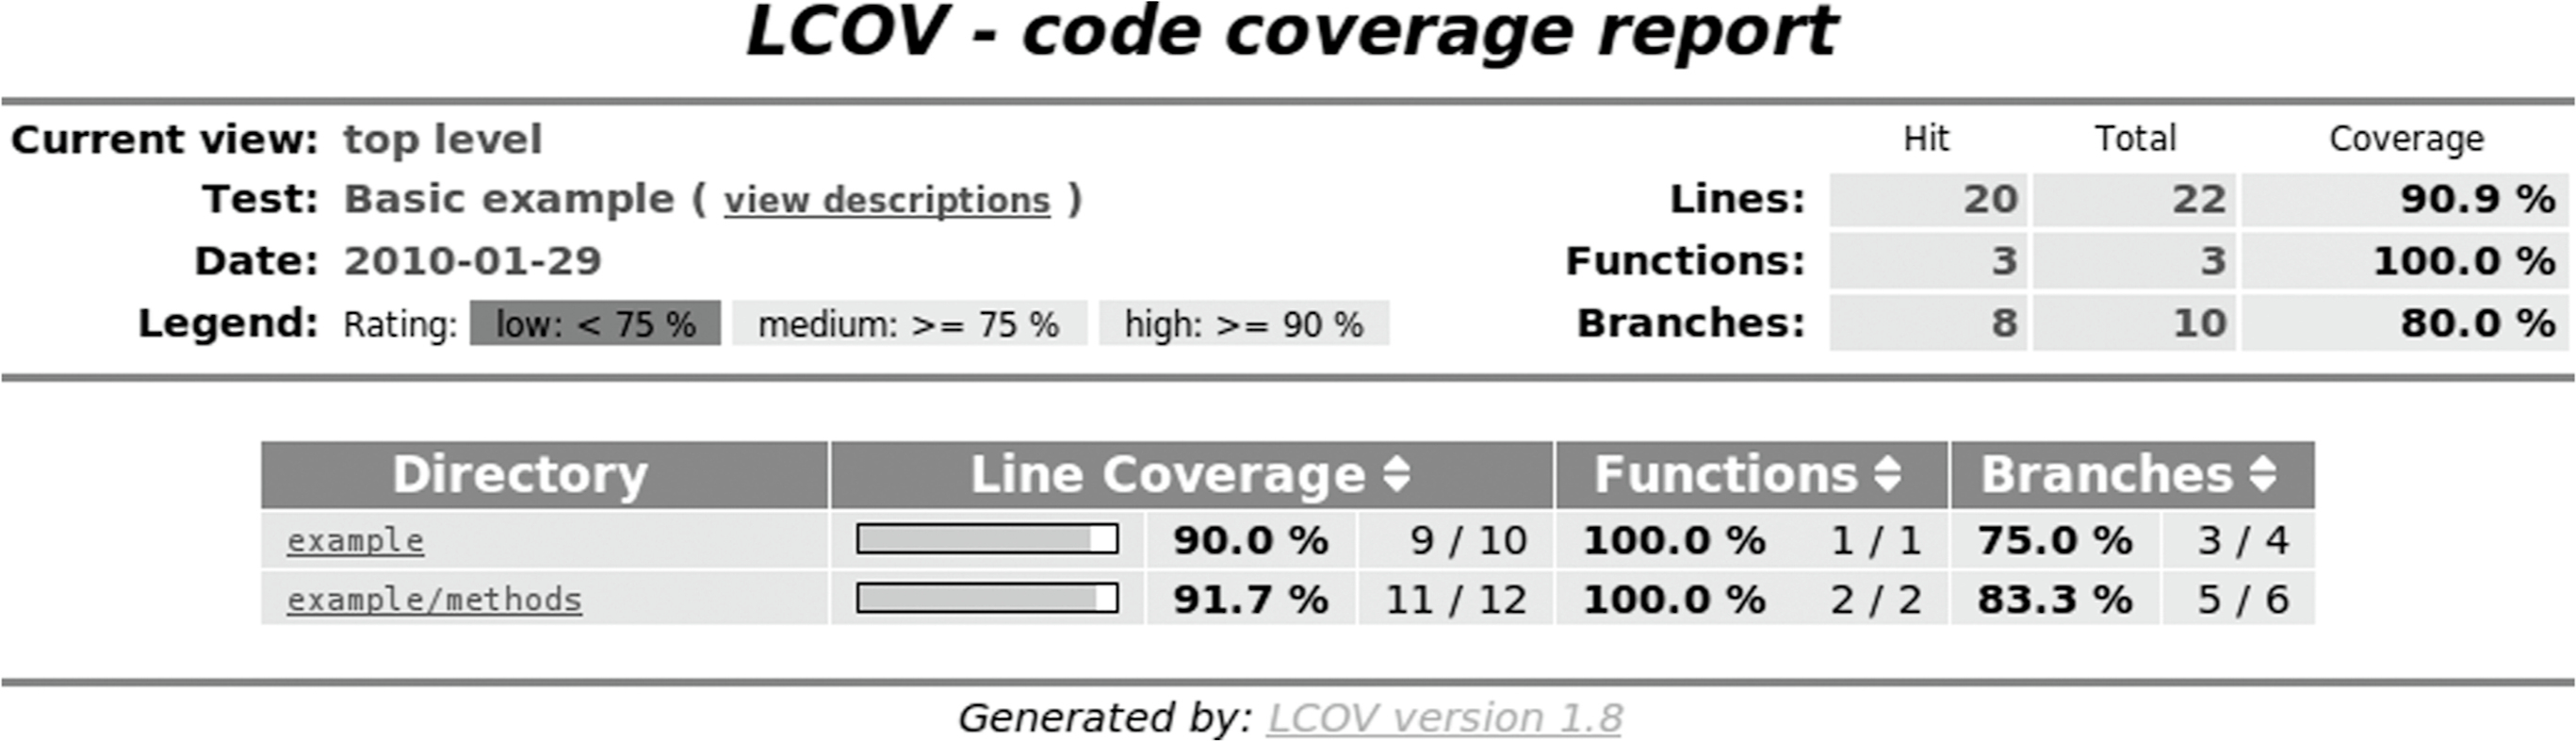 LCOV - code coverage report
Current view: top level
Test: Basic example ( view descriptions )
Date: 2010-01-29
Legend: Rating: low: < 75 % medium: >= 75 % high: >= 90 %
Hit Total Coverage
Lines: 20 22 90.9 %
Functions: 3 3 100.0 %
Branches: 8 10 80.0 %
Directory Line Coverage Functions Branches
example 90.0 % 9 / 10 100.0 % 1 / 1 75.0 % 3 / 4
example/methods 91.7 % 11 / 12 100.0 % 2 / 2 83.3 % 5 / 6
Generated by: LCOV version 1.8